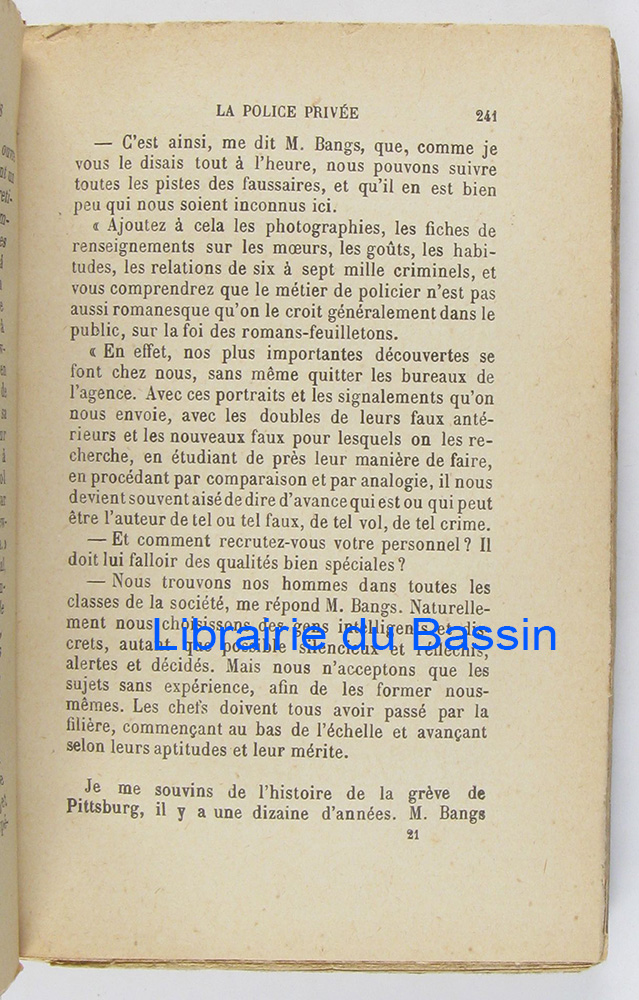 LA POLICE PRIVÉE 241
— C'est ainsi, me dit M. Bangs, que, comme je
vous le disais tout à l'heure, nous pouvons suivre
toutes les pistes des faussaires, et qu'il en est bien
peu qui nous soient inconnus ici.
« Ajoutez à cela les photographies, les fiches de
renseignements sur les mœurs, les goûts, les habi-
tudes, les relations de six à sept mille criminels, et
vous comprendrez que le métier de policier n'est pas
aussi romanesque qu'on le croit généralement dans le
public, sur la foi des romans-feuilletons.
« En effet, nos plus importantes découvertes se
font chez nous, sans même quitter les bureaux de
l'agence. Avec ces portraits et les signalements qu'on
nous envoie, avec les doubles de leurs faux anté-
rieurs et les nouveaux faux pour lesquels on les re-
cherche, en étudiant de près leur manière de faire,
en procédant par comparaison et par analogie, il nous
devient souvent aisé de dire d'avance qui est ou qui peut
être l'auteur de tel ou tel faux, de tel vol, de tel crime.
— Et comment recrutez-vous votre personnel? Il
doit lui falloir des qualités bien spéciales?
— Nous trouvons nos hommes dans toutes les
classes de la société, me répond M. Bangs. Naturelle-
ment nous choisissons des gens intelligents et dis-
crets, autant que possible silencieux et réfléchis,
Librairie du Bassin
alertes et décidés. Mais nous n'acceptons que les
sujets sans expérience, afin de les former nous-
mêmes. Les chefs doivent tous avoir passé par la
filière, commençant au bas de l'échelle et avançant
selon leurs aptitudes et leur mérite.
Je me souvins de l'histoire de la grève de
Pittsburg, il y a une dizaine d'années. M. Bangs
21